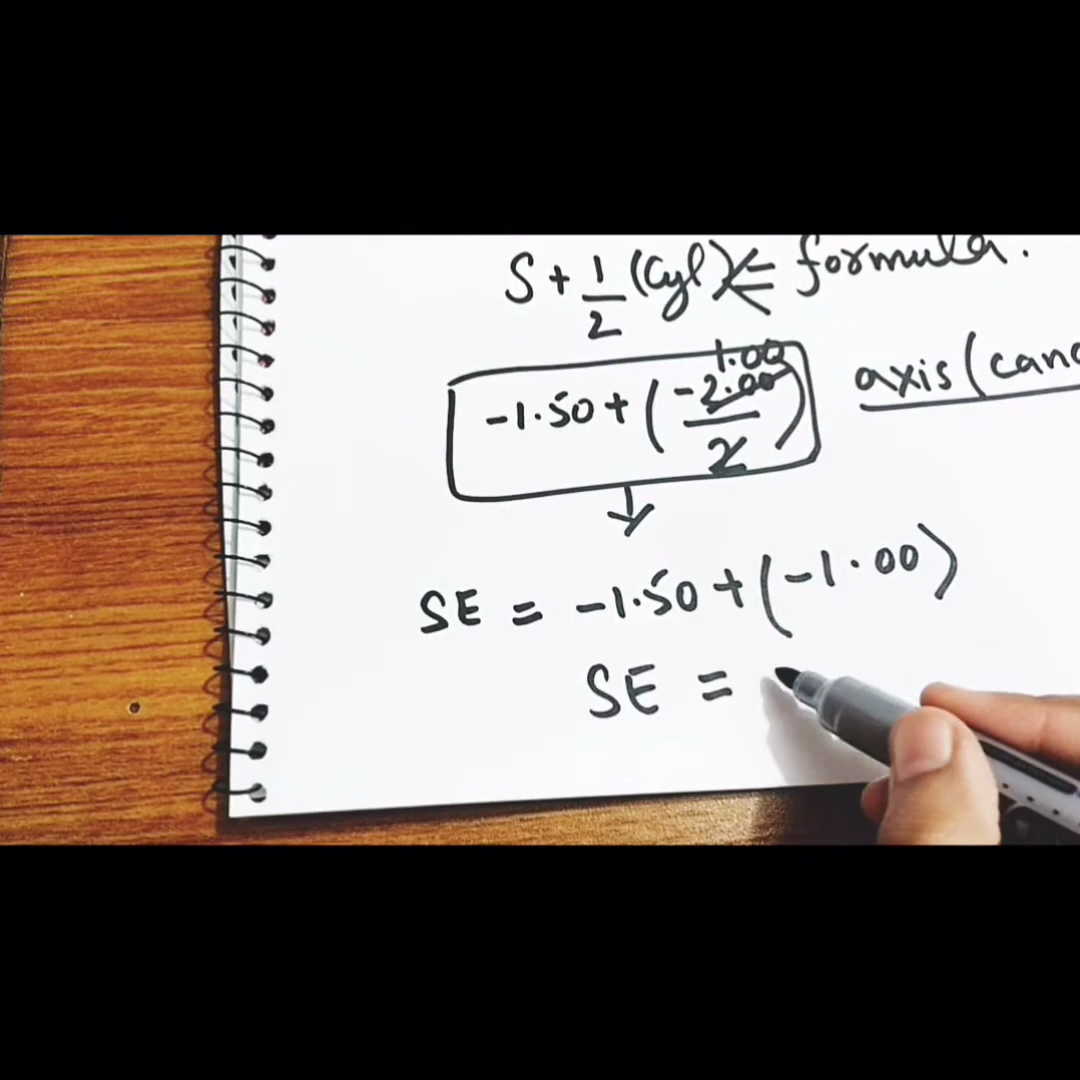 S + 1/2 (Cyl) ⇐ formula.
1.00
-1.50 + (-2.00/2)
axis (canc
↓
SE = -1.50 + (-1.00)
SE =